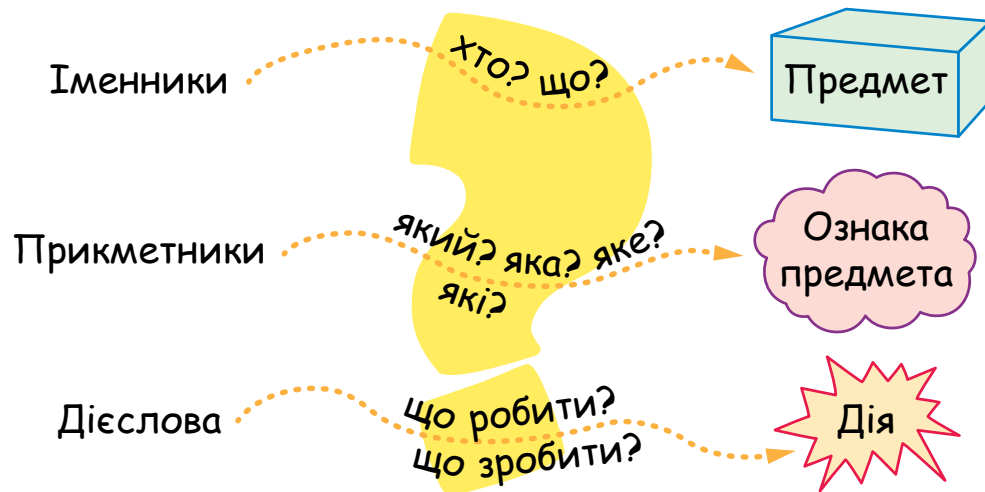 Іменники
хто? що?
Предмет
Прикметники
який? яка? яке?
які?
Ознака
предмета
Дієслова
що робити?
що зробити?
Дія